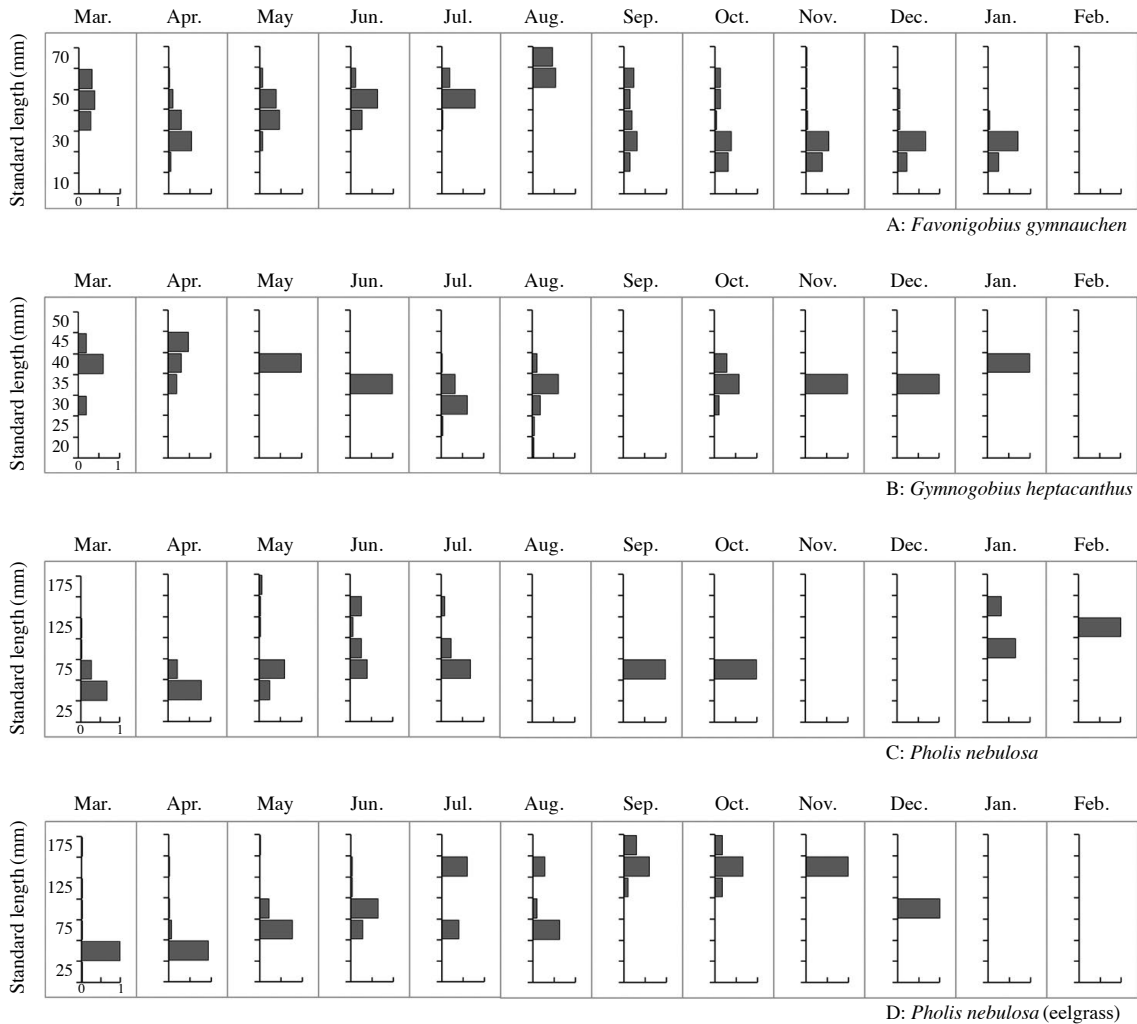 Mar. Apr. May Jun. Jul. Aug. Sep. Oct. Nov. Dec. Jan. Feb.
Standard length (mm)
70
50
30
10
0 1
A: Favonigobius gymnauchen
Mar. Apr. May Jun. Jul. Aug. Sep. Oct. Nov. Dec. Jan. Feb.
Standard length (mm)
50
45
40
35
30
25
20
0 1
B: Gymnogobius heptacanthus
Mar. Apr. May Jun. Jul. Aug. Sep. Oct. Nov. Dec. Jan. Feb.
Standard length (mm)
175
125
75
25
0 1
C: Pholis nebulosa
Mar. Apr. May Jun. Jul. Aug. Sep. Oct. Nov. Dec. Jan. Feb.
Standard length (mm)
175
125
75
25
0 1
D: Pholis nebulosa (eelgrass)